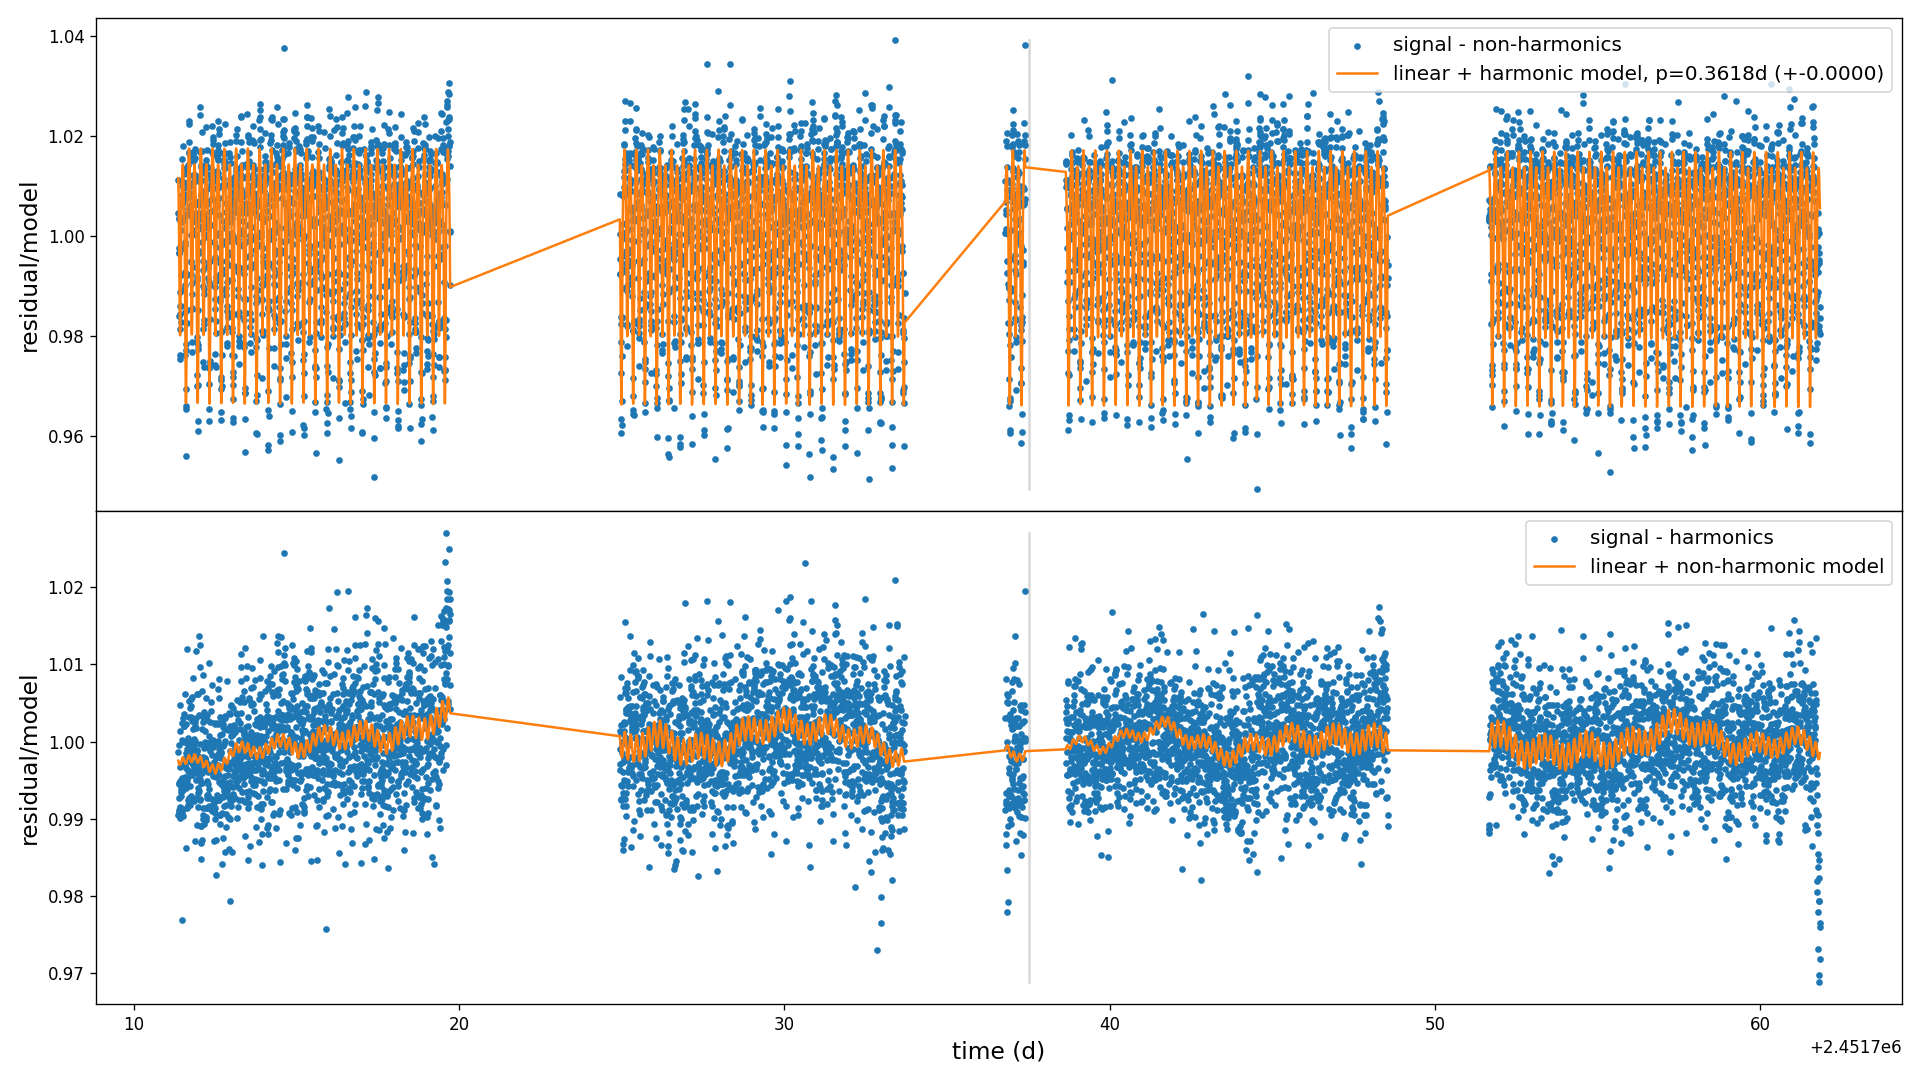 signal - non-harmonics
linear + harmonic model, p=0.3618d (+-0.0000)
1.04
1.02
1.00
0.98
0.96
residual/model
signal - harmonics
linear + non-harmonic model
1.02
1.01
1.00
0.99
0.98
0.97
residual/model
10
20
30
40
50
60
time (d)
+2.4517e6